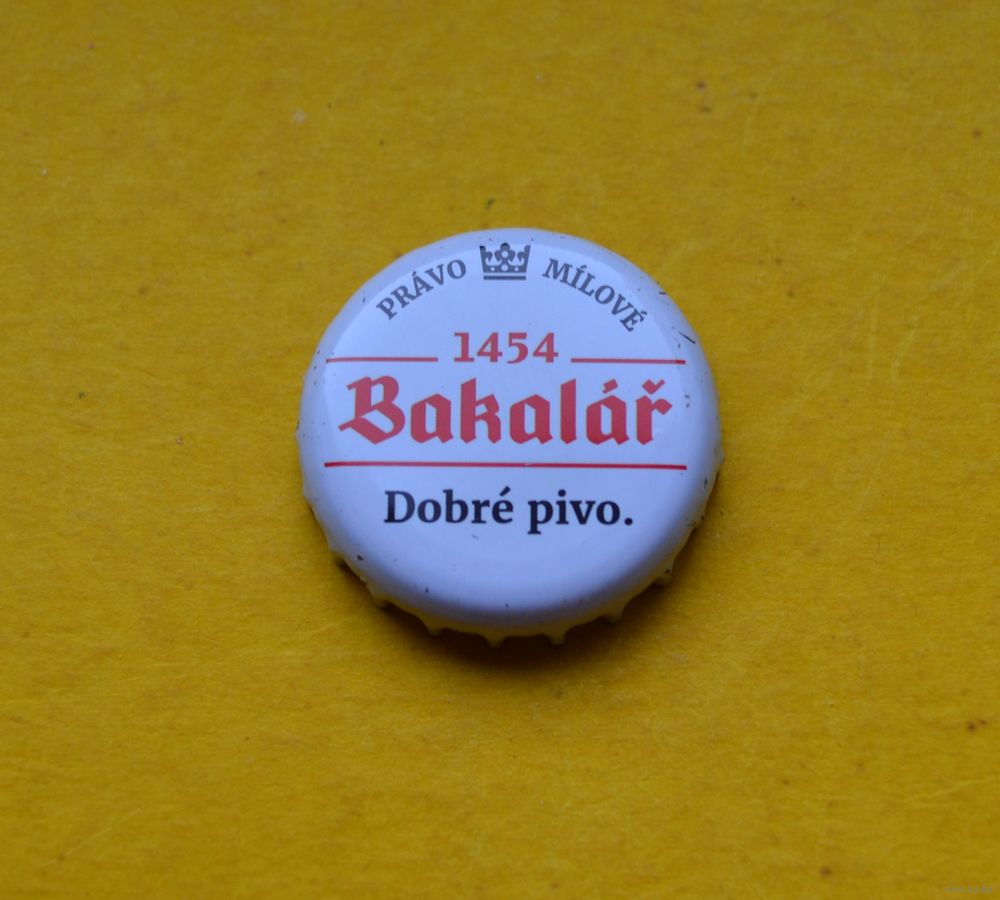 PRÁVO MÍLOVÉ
1454
Bakalář
Dobré pivo.